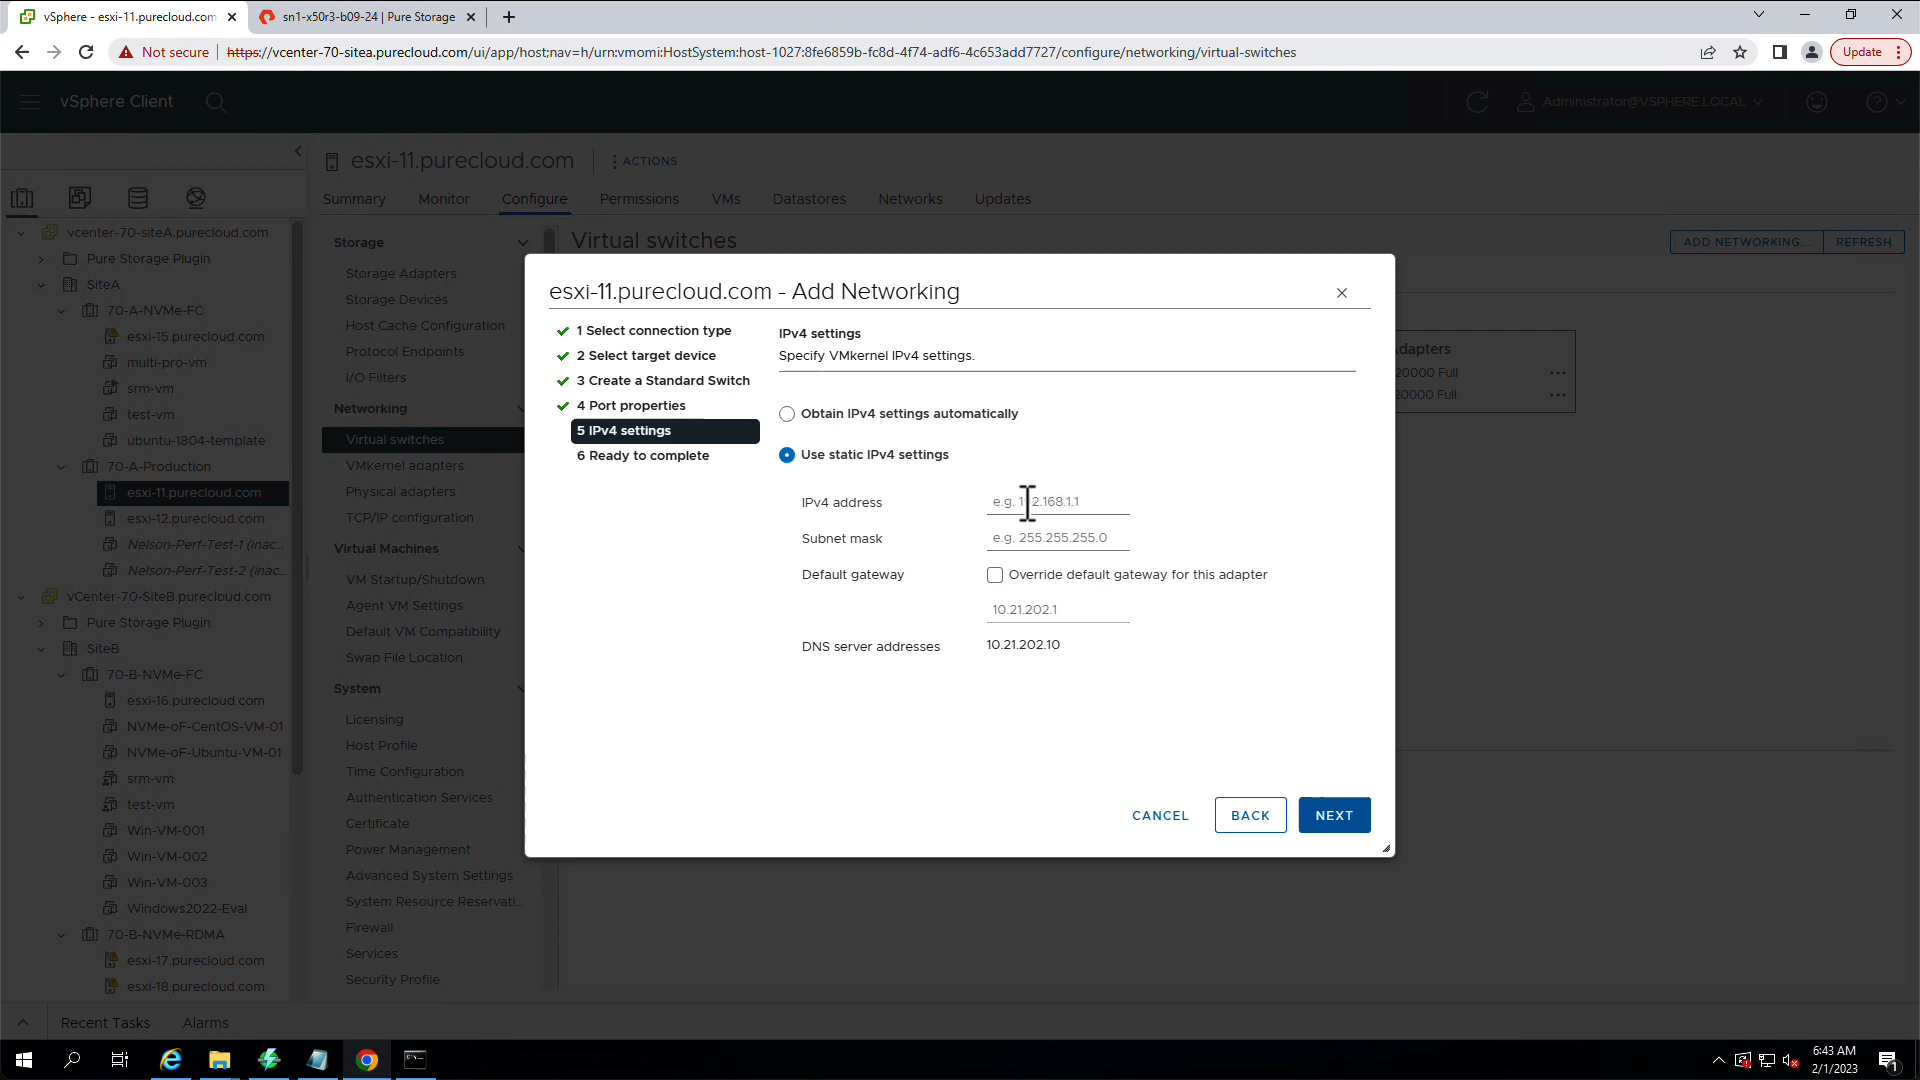 vSphere - esxi-11.purecloud.com
sn1-x50r3-b09-24 | Pure Storage
Not secure
https://vcenter-70-sitea.purecloud.com/ui/app/host;nav=h/urn:vmomi:HostSystem:host-1027:8fe6859b-fc8d-4f74-adf6-4c653add7727/configure/networking/virtual-switches
Update
vSphere Client
Administrator@VSPHERE.LOCAL
esxi-11.purecloud.com
ACTIONS
Summary
Monitor
Configure
Permissions
VMs
Datastores
Networks
Updates
vcenter-70-siteA.purecloud.com
Pure Storage Plugin
SiteA
70-A-NVMe-FC
esxi-15.purecloud.com
multi-pro-vm
srm-vm
test-vm
ubuntu-1804-template
70-A-Production
esxi-11.purecloud.com
esxi-12.purecloud.com
Nelson-Perf-Test-1 (inac...
Nelson-Perf-Test-2 (inac...
vCenter-70-SiteB.purecloud.com
Pure Storage Plugin
SiteB
70-B-NVMe-FC
esxi-16.purecloud.com
NVMe-oF-CentOS-VM-01
NVMe-oF-Ubuntu-VM-01
srm-vm
test-vm
Win-VM-001
Win-VM-002
Win-VM-003
Windows2022-Eval
70-B-NVMe-RDMA
esxi-17.purecloud.com
esxi-18.purecloud.com
Storage
Storage Adapters
Storage Devices
Host Cache Configuration
Protocol Endpoints
I/O Filters
Networking
Virtual switches
VMkernel adapters
Physical adapters
TCP/IP configuration
Virtual Machines
VM Startup/Shutdown
Agent VM Settings
Default VM Compatibility
Swap File Location
System
Licensing
Host Profile
Time Configuration
Authentication Services
Certificate
Power Management
Advanced System Settings
System Resource Reservati...
Firewall
Services
Security Profile
Virtual switches
ADD NETWORKING...
REFRESH
dapters
20000 Full
...
20000 Full
...
esxi-11.purecloud.com - Add Networking
1 Select connection type
2 Select target device
3 Create a Standard Switch
4 Port properties
5 IPv4 settings
6 Ready to complete
IPv4 settings
Specify VMkernel IPv4 settings.
Obtain IPv4 settings automatically
Use static IPv4 settings
IPv4 address
e.g. 192.168.1.1
Subnet mask
e.g. 255.255.255.0
Default gateway
Override default gateway for this adapter
10.21.202.1
DNS server addresses
10.21.202.10
CANCEL
BACK
NEXT
Recent Tasks
Alarms
6:43 AM
2/1/2023
1